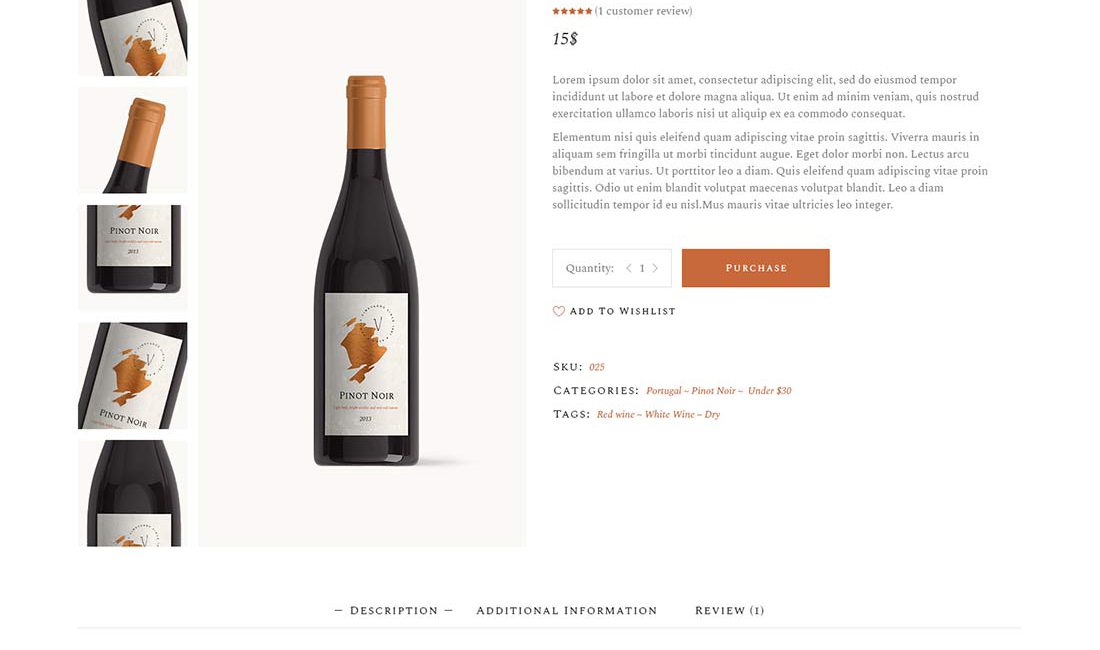 (1 customer review)
15$
Lorem ipsum dolor sit amet, consectetur adipiscing elit, sed do eiusmod tempor
incididunt ut labore et dolore magna aliqua. Ut enim ad minim veniam, quis nostrud
exercitation ullamco laboris nisi ut aliquip ex ea commodo consequat.
Elementum nisi quis eleifend quam adipiscing vitae proin sagittis. Viverra mauris in
aliquam sem fringilla ut morbi tincidunt augue. Eget dolor morbi non. Lectus arcu
bibendum at varius. Ut porttitor leo a diam. Quis eleifend quam adipiscing vitae proin
sagittis. Odio ut enim blandit volutpat maecenas volutpat blandit. Leo a diam
sollicitudin tempor id eu nisl.Mus mauris vitae ultricies leo integer.
Quantity: < 1 >
PURCHASE
ADD TO WISHLIST
SKU: 025
CATEGORIES: Portugal – Pinot Noir – Under $30
TAGS: Red wine – White Wine – Dry
PINOT NOIR
2013
PINOT NOIR
V
PINOT NOIR
2013
— DESCRIPTION —
ADDITIONAL INFORMATION
REVIEW (1)